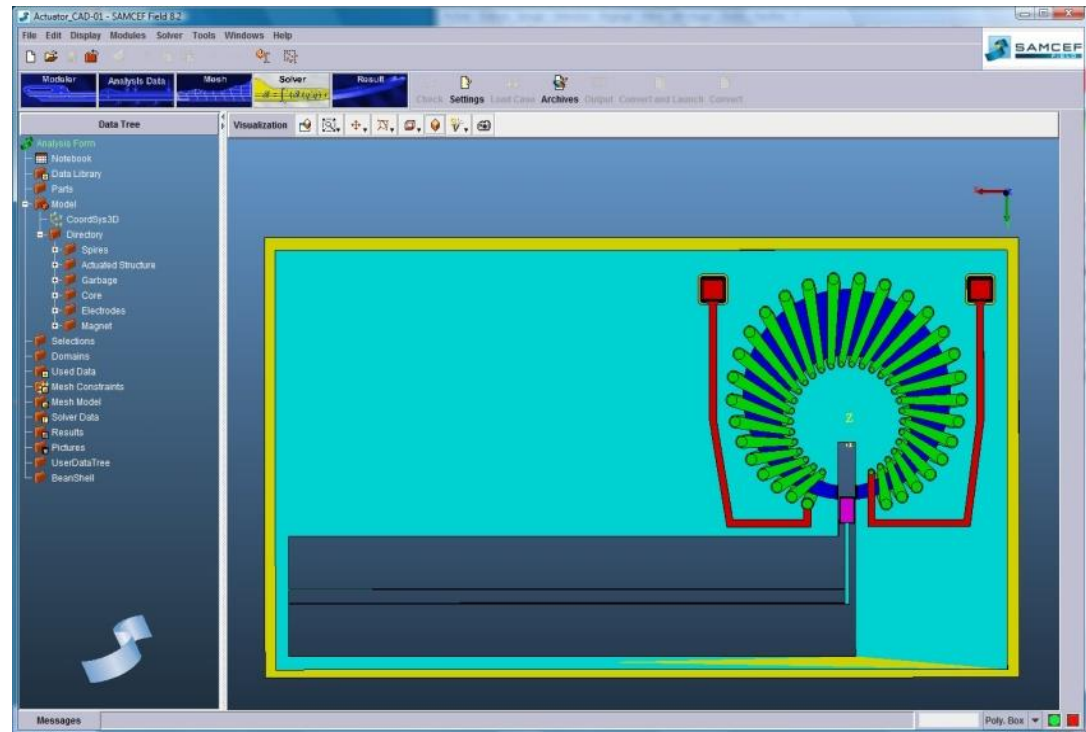 Actuetor_CAD-01 - SAMCEF Field 8.2
File Edit Display Modules Solver Tools Windows Help
SAMCEF
FIELD
Modeler Analysis Data Mesh Solver Result
Check Settings Load Case Archives Output Convert and Launch Convert
Data Tree
Visualization
Analysis Form
Notebook
Data Library
Parts
Model
CoordSys3D
Directory
Spires
Actuated Structure
Garbage
Core
Electrodes
Magnet
Selections
Domains
Used Data
Mesh Constraints
Mesh Model
Solver Data
Results
Pictures
UserDataTree
BeanShell
Z
Messages
Poly. Box